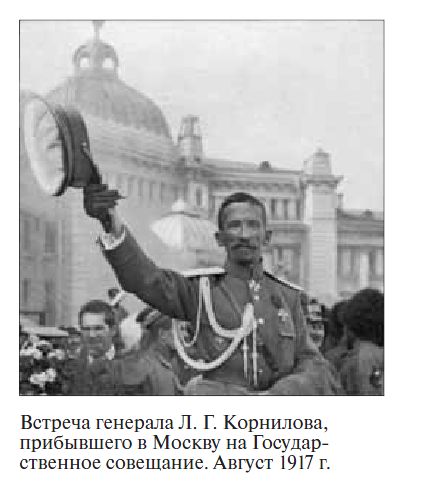 Встреча генерала Л. Г. Корнилова,
прибывшего в Москву на Государ-
ственное совещание. Август 1917 г.